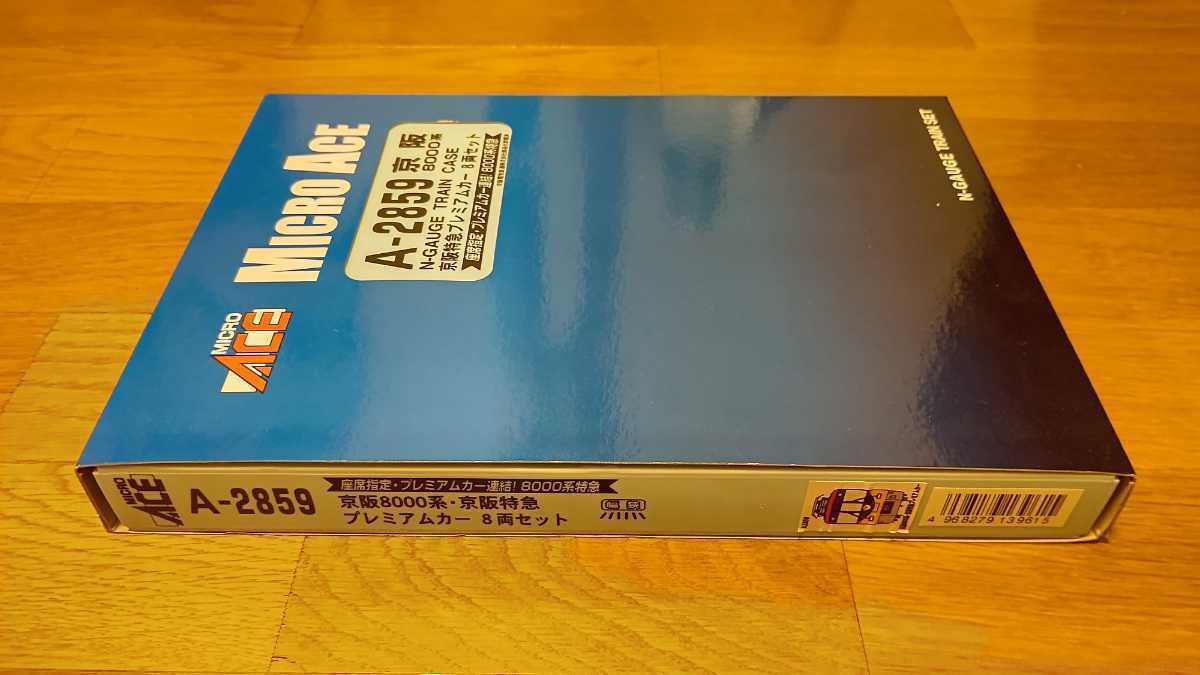 MICRO ACE
MICRO
ACE
A-2859 京阪
8000系
N-GAUGE TRAIN CASE
京阪特急プレミアムカー 8両セット
座席指定・プレミアムカー連結!8000系特急
N-GAUGE TRAIN SET
MICRO
ACE
A-2859
座席指定・プレミアムカー連結!8000系特急
京阪8000系・京阪特急
プレミアムカー 8両セット
4 968279 139615